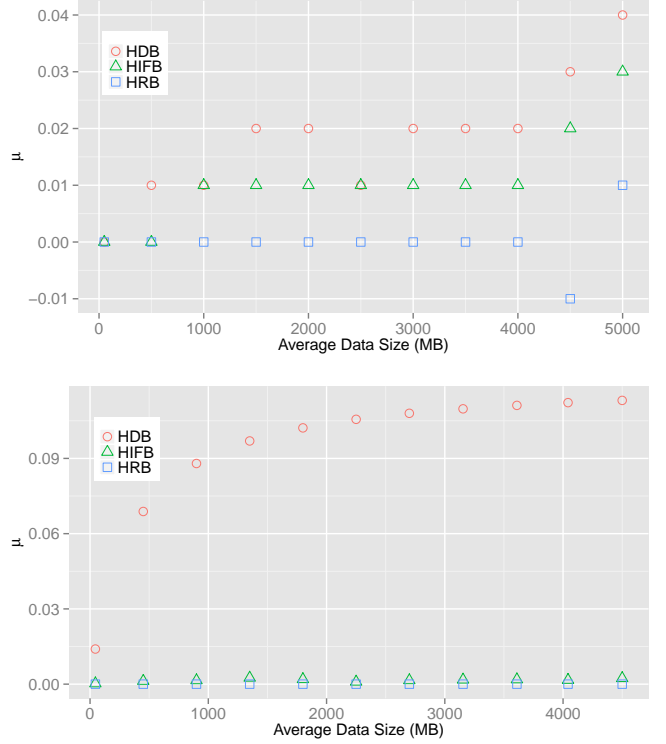 0.04
0.03
0.02
0.01
0.00
−0.01
μ
HDB
HIFB
HRB
0 1000 2000 3000 4000 5000
Average Data Size (MB)
0.09
0.06
0.03
0.00
μ
HDB
HIFB
HRB
0 1000 2000 3000 4000
Average Data Size (MB)